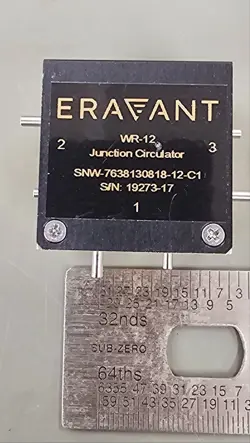 ERAVANT
WR-12
2 Junction Circulator 3
SNW-7638130818-12-C1
S/N: 19273-17
1
32nds
SUB-ZERO
64ths